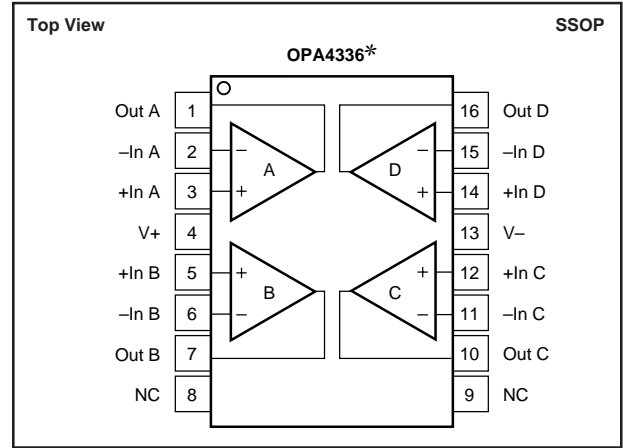 Top View SSOP
OPA4336*
Out A 1 16 Out D
–In A 2 − A D − 15 –In D
+In A 3 + + 14 +In D
V+ 4 13 V–
+In B 5 + + 12 +In C
–In B 6 − B C − 11 –In C
Out B 7 10 Out C
NC 8 9 NC